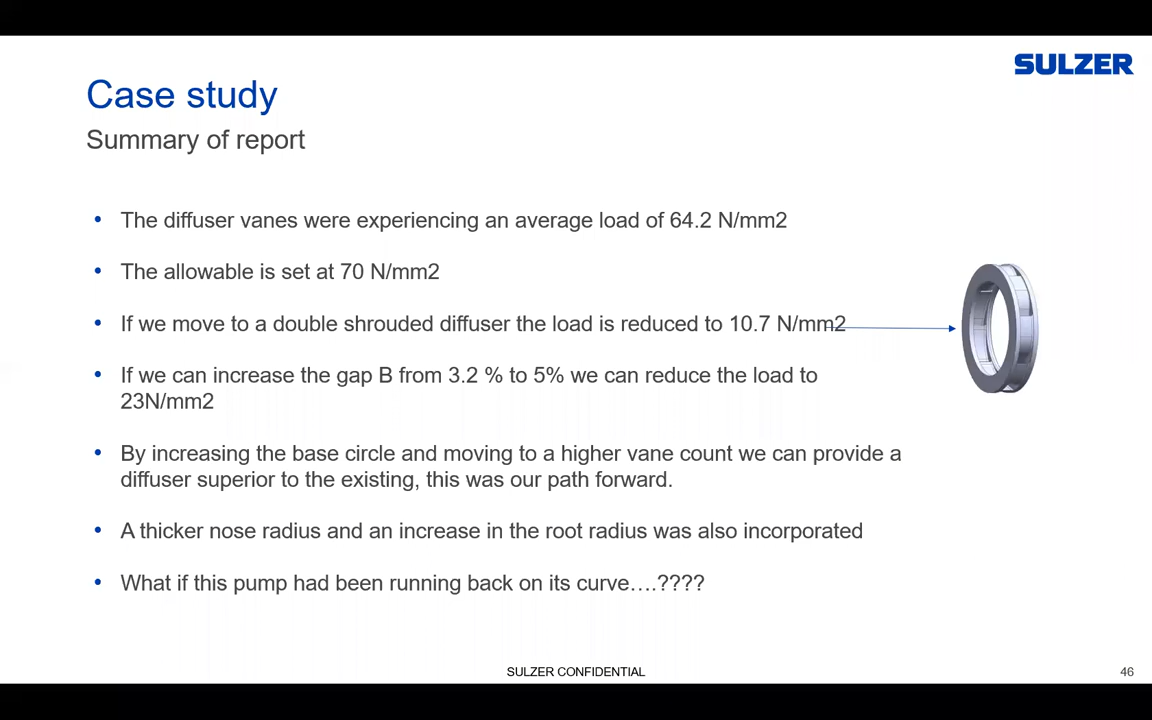 SULZER
Case study
Summary of report
• The diffuser vanes were experiencing an average load of 64.2 N/mm2
• The allowable is set at 70 N/mm2
• If we move to a double shrouded diffuser the load is reduced to 10.7 N/mm2
• If we can increase the gap B from 3.2 % to 5% we can reduce the load to
23N/mm2
• By increasing the base circle and moving to a higher vane count we can provide a
diffuser superior to the existing, this was our path forward.
• A thicker nose radius and an increase in the root radius was also incorporated
• What if this pump had been running back on its curve….????
SULZER CONFIDENTIAL
46